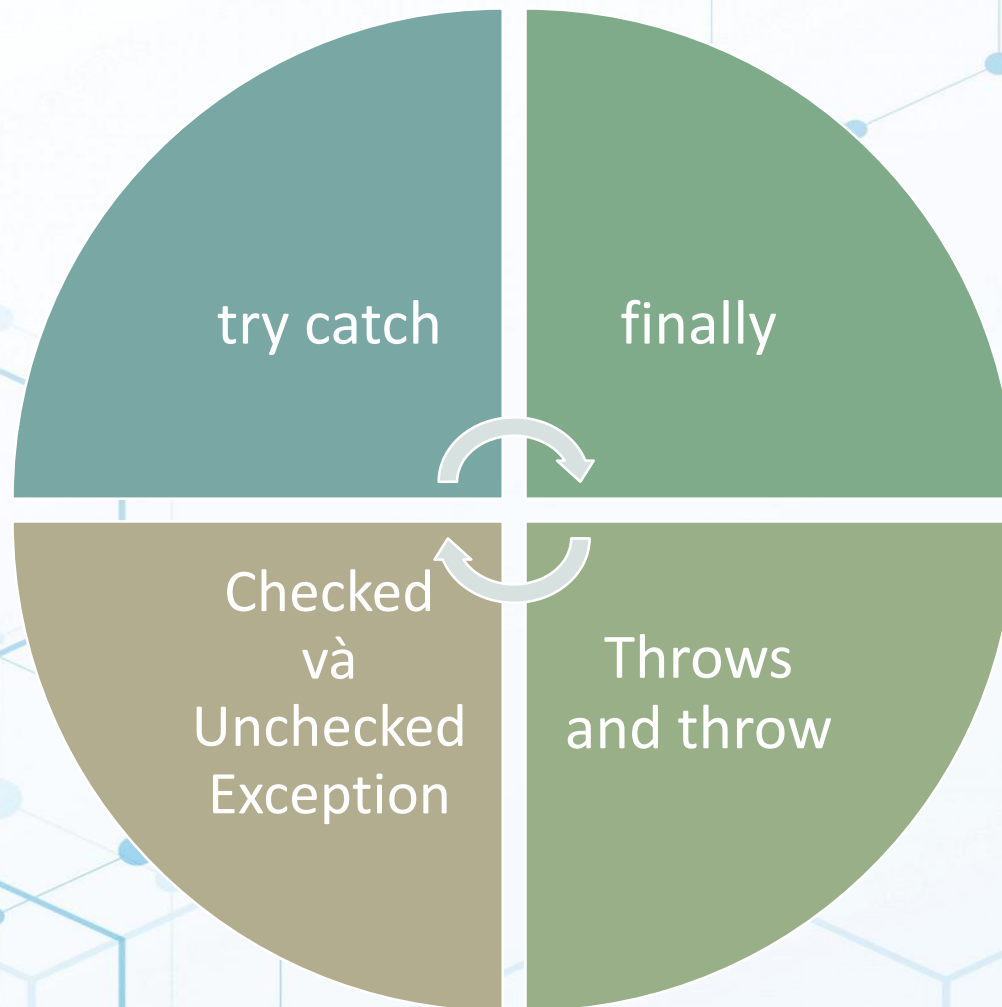 try catch
finally
Throws
and throw
Checked
và
Unchecked
Exception